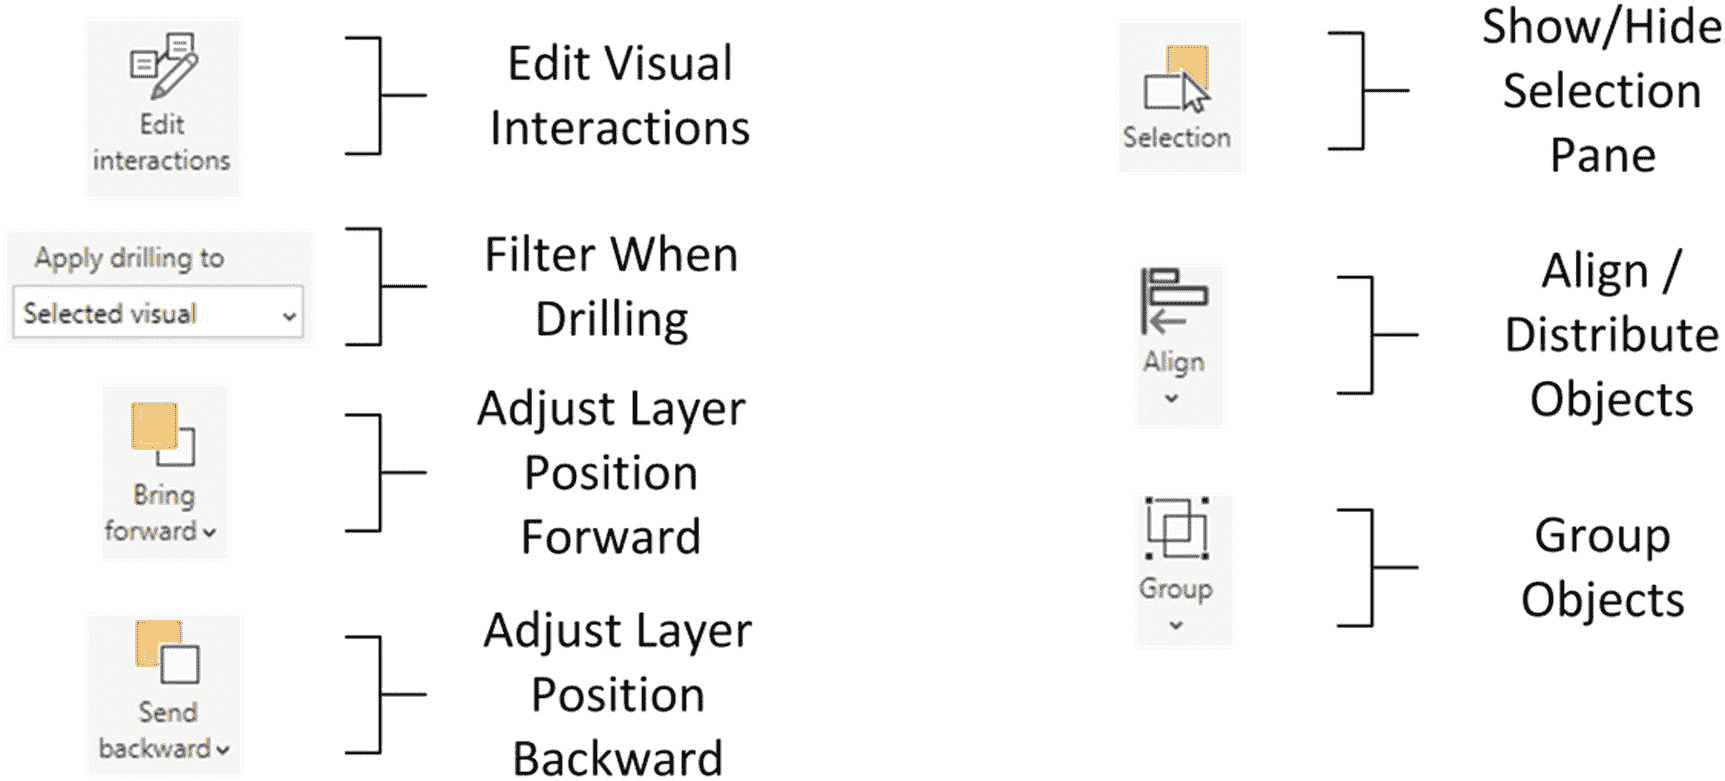 Edit
interactions
Edit Visual
Interactions
Apply drilling to
Selected visual
Filter When
Drilling
Bring
forward
Adjust Layer
Position
Forward
Send
backward
Adjust Layer
Position
Backward
Selection
Show/Hide
Selection
Pane
Align
Align /
Distribute
Objects
Group
Group
Objects